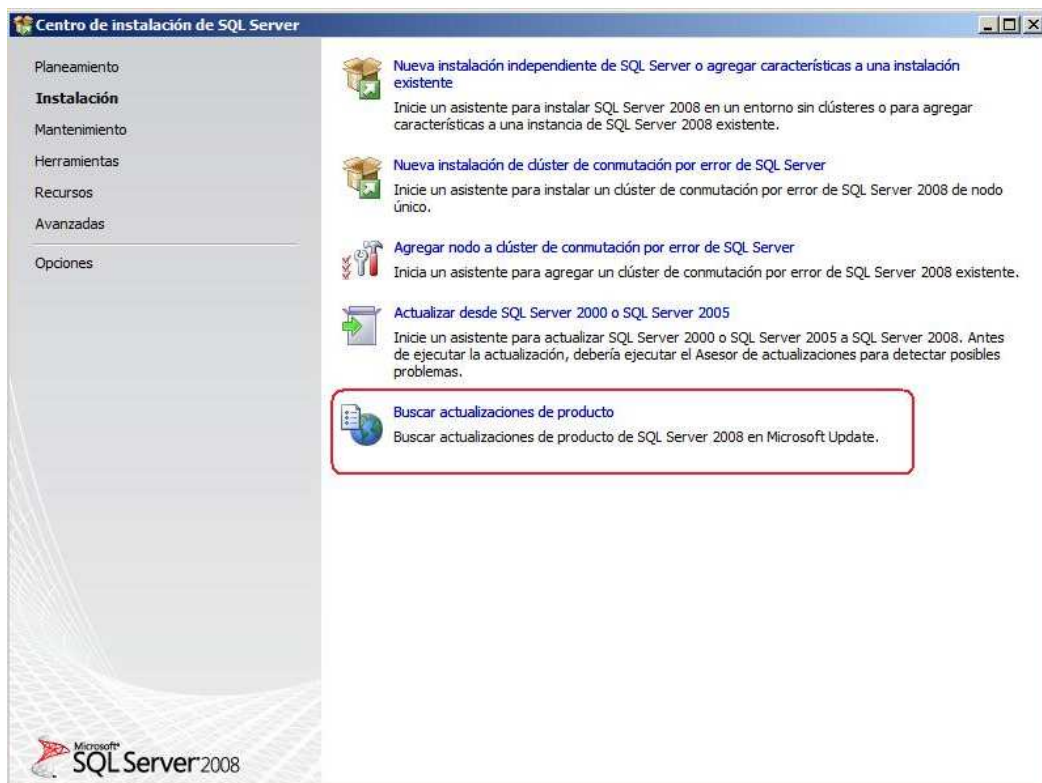 Centro de instalación de SQL Server
Planeamiento
Instalación
Mantenimiento
Herramientas
Recursos
Avanzadas
Opciones
Nueva instalación independiente de SQL Server o agregar características a una instalación
existente
Inicie un asistente para instalar SQL Server 2008 en un entorno sin clústeres o para agregar
características a una instancia de SQL Server 2008 existente.
Nueva instalación de clúster de conmutación por error de SQL Server
Inicie un asistente para instalar un clúster de conmutación por error de SQL Server 2008 de nodo
único.
Agregar nodo a clúster de conmutación por error de SQL Server
Inicia un asistente para agregar un clúster de conmutación por error de SQL Server 2008 existente.
Actualizar desde SQL Server 2000 o SQL Server 2005
Inicie un asistente para actualizar SQL Server 2000 o SQL Server 2005 a SQL Server 2008. Antes
de ejecutar la actualización, debería ejecutar el Asesor de actualizaciones para detectar posibles
problemas.
Buscar actualizaciones de producto
Buscar actualizaciones de producto de SQL Server 2008 en Microsoft Update.
Microsoft®
SQL Server 2008